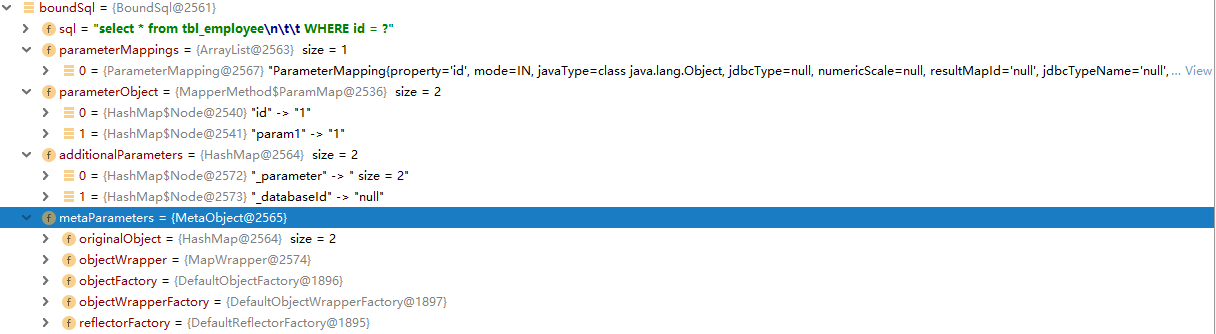 boundSql = {BoundSql@2561}
f sql = "select * from tbl_employee\n\t\t WHERE id = ?"
f parameterMappings = {ArrayList@2563} size = 1
0 = {ParameterMapping@2567} "ParameterMapping{property='id', mode=IN, javaType=class java.lang.Object, jdbcType=null, numericScale=null, resultMapId='null', jdbcTypeName='null', ... View
f parameterObject = {MapperMethod$ParamMap@2536} size = 2
0 = {HashMap$Node@2540} "id" -> "1"
1 = {HashMap$Node@2541} "param1" -> "1"
f additionalParameters = {HashMap@2564} size = 2
0 = {HashMap$Node@2572} "_parameter" -> " size = 2"
1 = {HashMap$Node@2573} "_databaseId" -> "null"
f metaParameters = {MetaObject@2565}
f originalObject = {HashMap@2564} size = 2
f objectWrapper = {MapWrapper@2574}
f objectFactory = {DefaultObjectFactory@1896}
f objectWrapperFactory = {DefaultObjectWrapperFactory@1897}
f reflectorFactory = {DefaultReflectorFactory@1895}